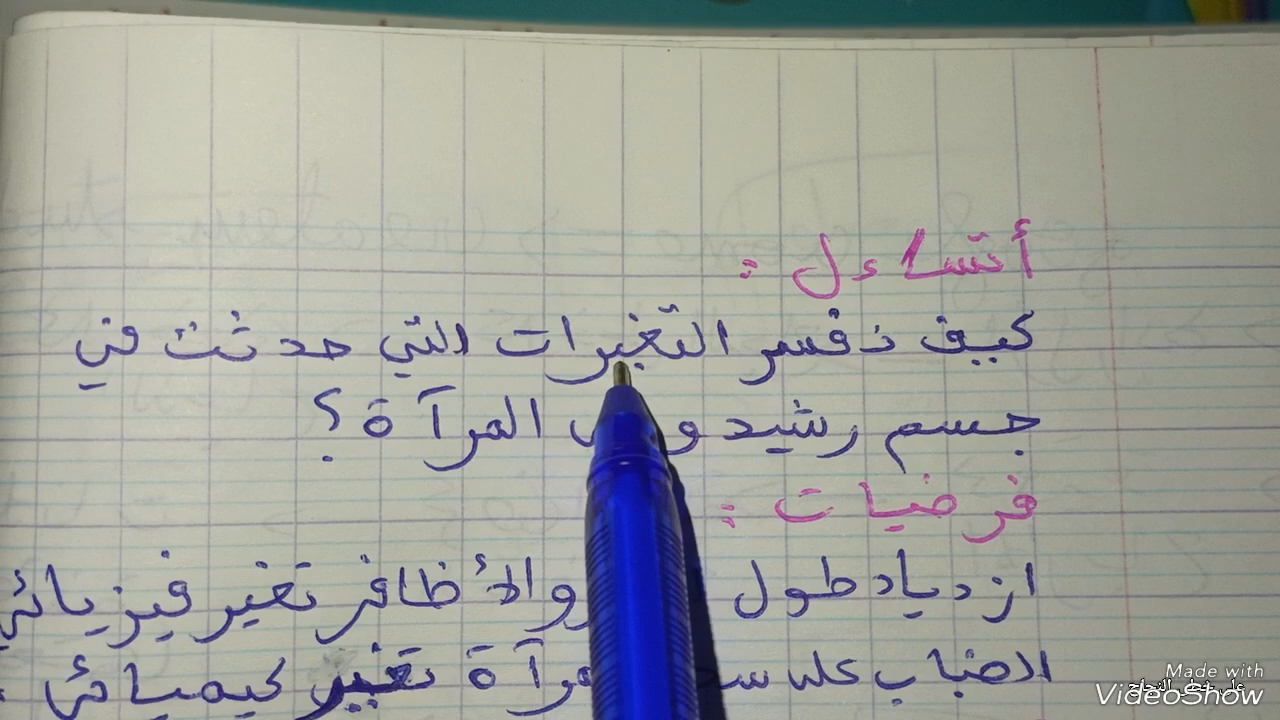 أتساءل :
كيف نفسر التغيرات التي حدثت في
جسم رشيد و المرآة ؟
فرضيات :
ازدياد طول والأظافر تغير فيزيائي
الضباب على تغير كيميائي
Made with
VideoShow